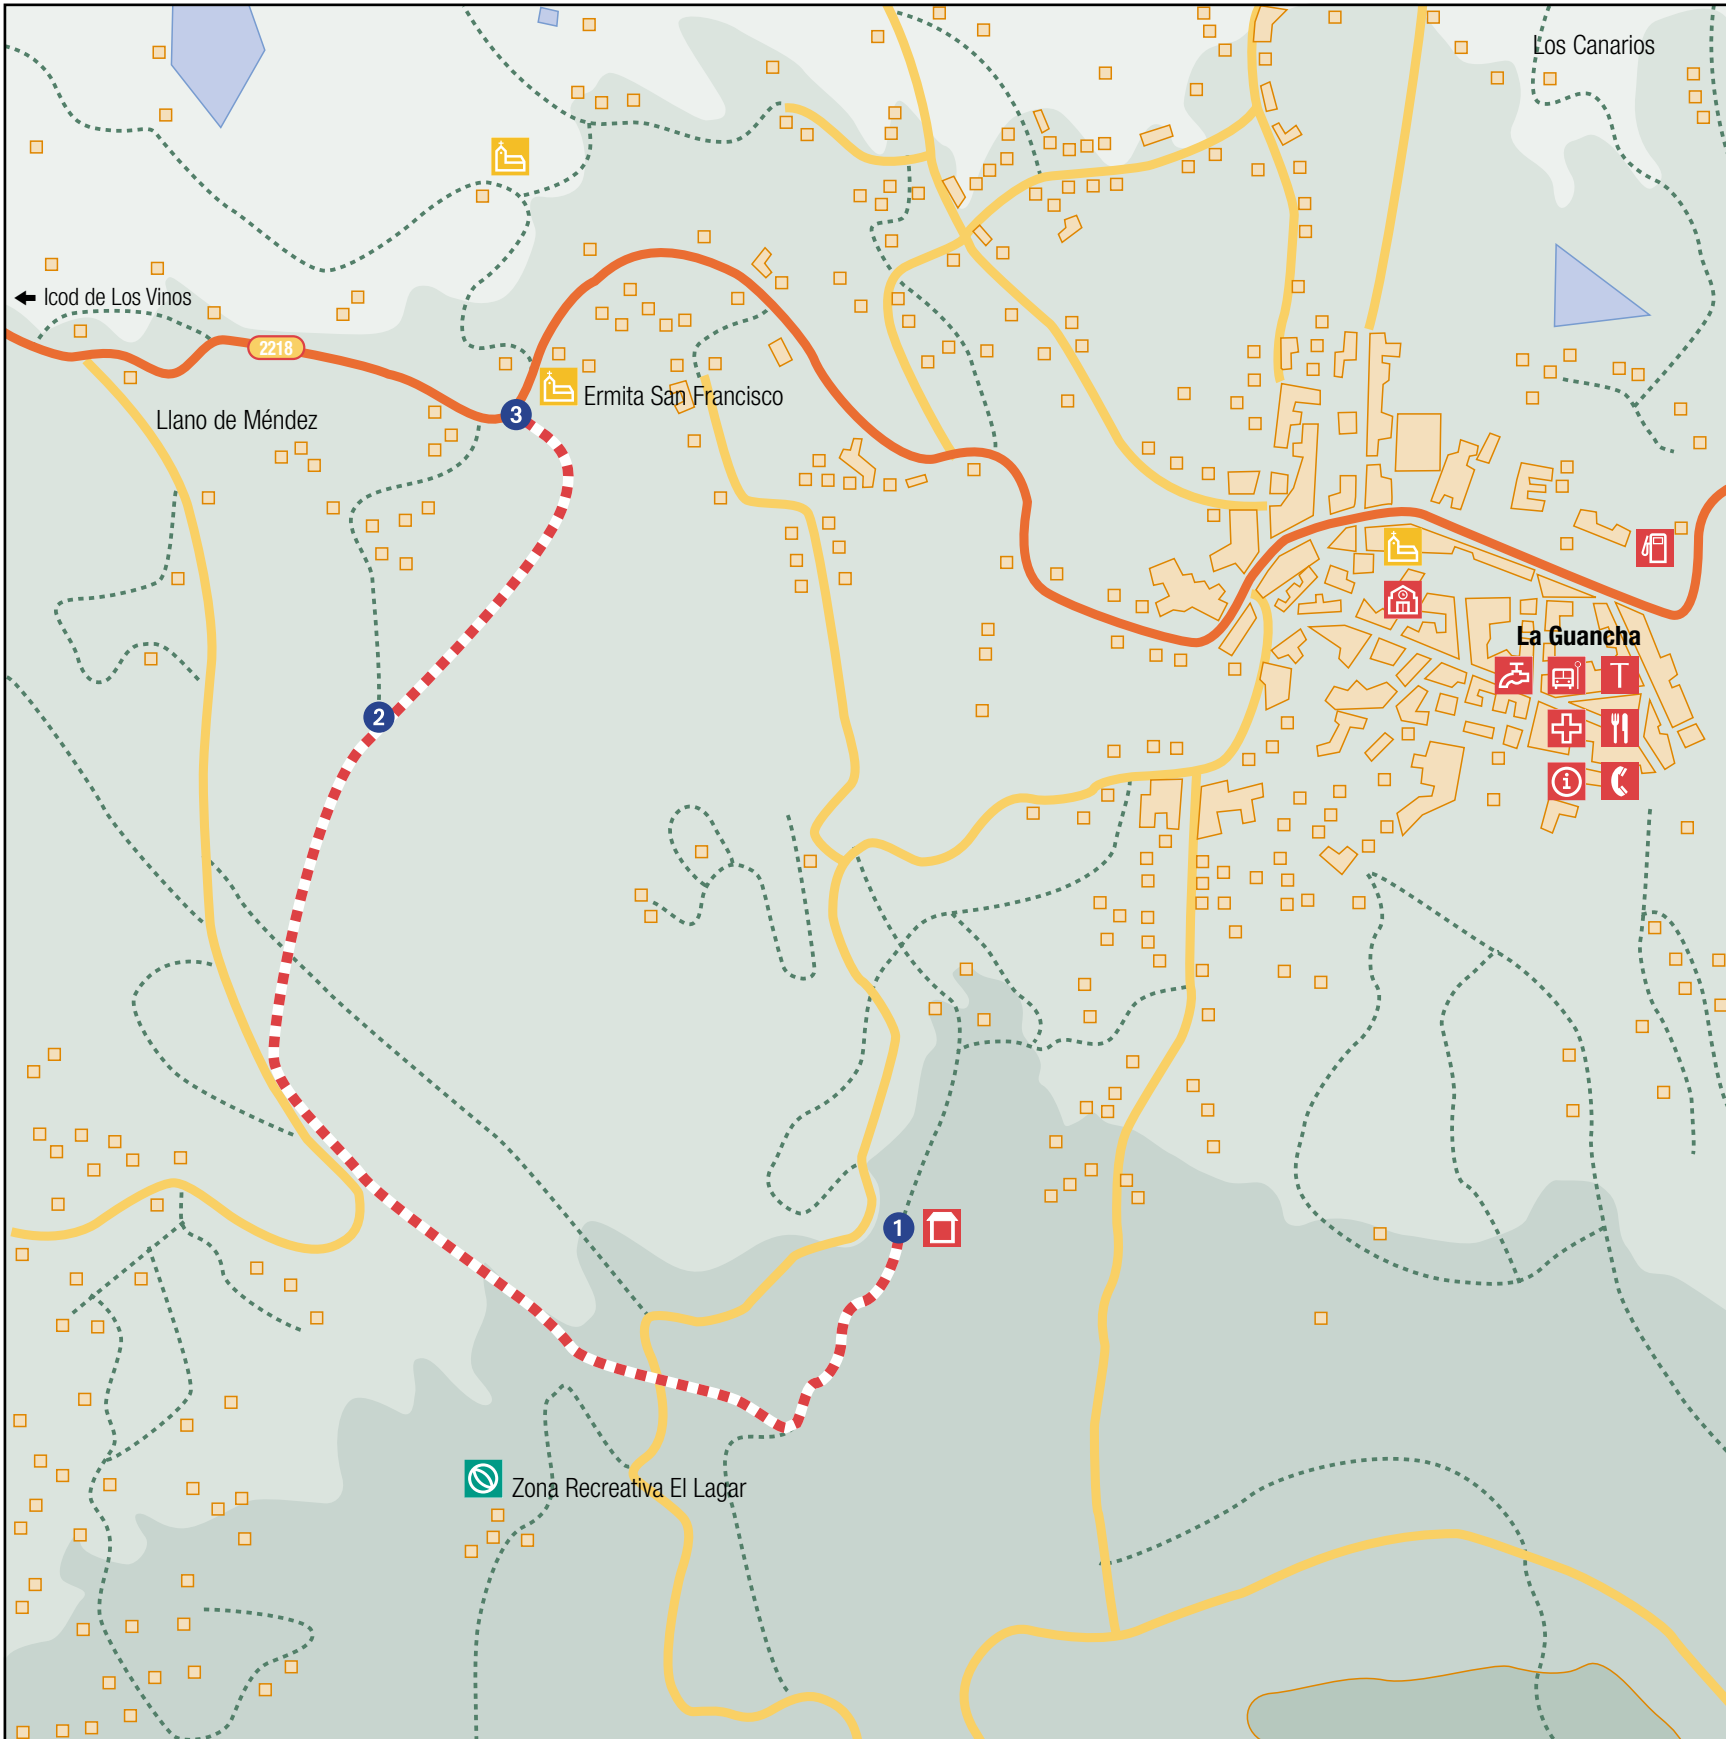 Los Canarios
Icod de Los Vinos
2218
Ermita San Francisco
3
Llano de Méndez
La Guancha
T
2
i
1
Zona Recreativa El Lagar